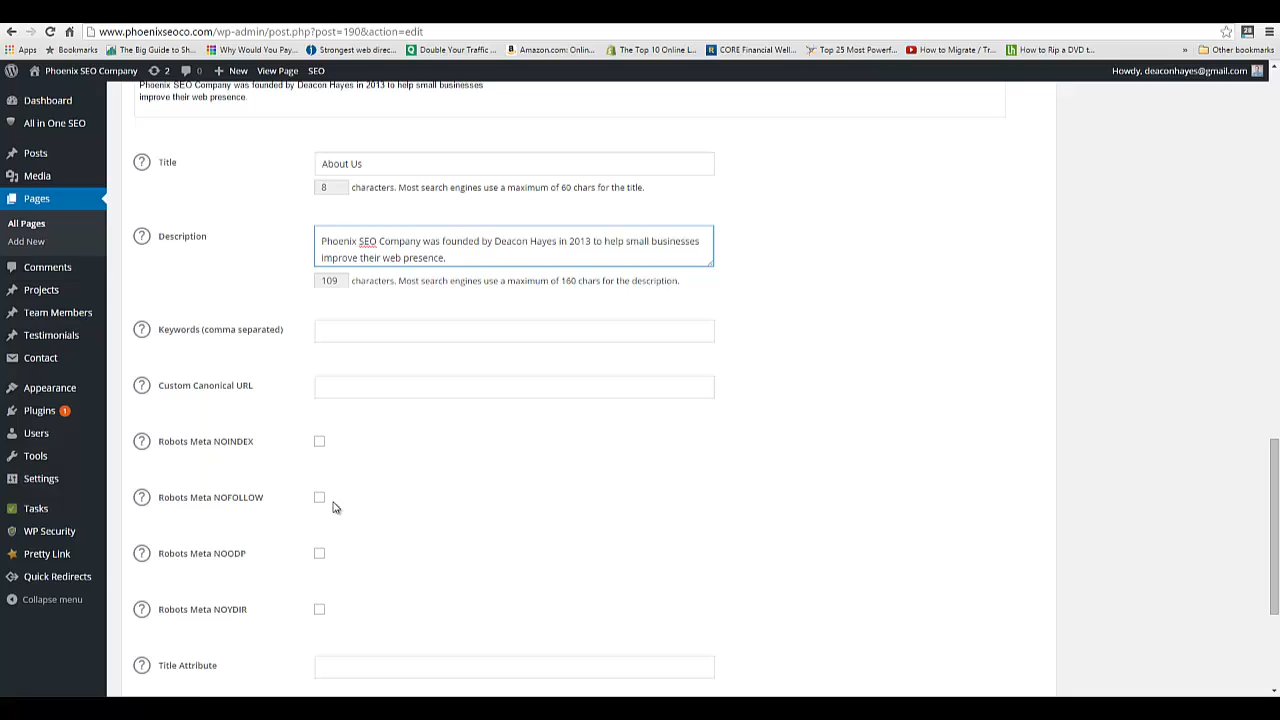 www.phoenixseoco.com/wp-admin/post.php?post=190&action=edit
Apps
Bookmarks
The Big Guide to Sh...
Why Would You Pay...
Strongest web direc...
Double Your Traffic ...
Amazon.com: Onlin...
The Top 10 Online L...
CORE Financial Well...
Top 25 Most Powerf...
How to Migrate / Tr...
How to Rip a DVD t...
»
Other bookmarks
Phoenix SEO Company
2
0
+ New
View Page
SEO
Howdy, deaconhayes@gmail.com
Dashboard
All in One SEO
Posts
Media
Pages
All Pages
Add New
Comments
Projects
Team Members
Testimonials
Contact
Appearance
Plugins 1
Users
Tools
Settings
Tasks
WP Security
Pretty Link
Quick Redirects
Collapse menu
Phoenix SEO Company was founded by Deacon Hayes in 2013 to help small businesses
improve their web presence.
? Title
About Us
8 characters. Most search engines use a maximum of 60 chars for the title.
? Description
Phoenix SEO Company was founded by Deacon Hayes in 2013 to help small businesses
improve their web presence.
109 characters. Most search engines use a maximum of 160 chars for the description.
? Keywords (comma separated)
? Custom Canonical URL
? Robots Meta NOINDEX
? Robots Meta NOFOLLOW
? Robots Meta NOODP
? Robots Meta NOYDIR
? Title Attribute